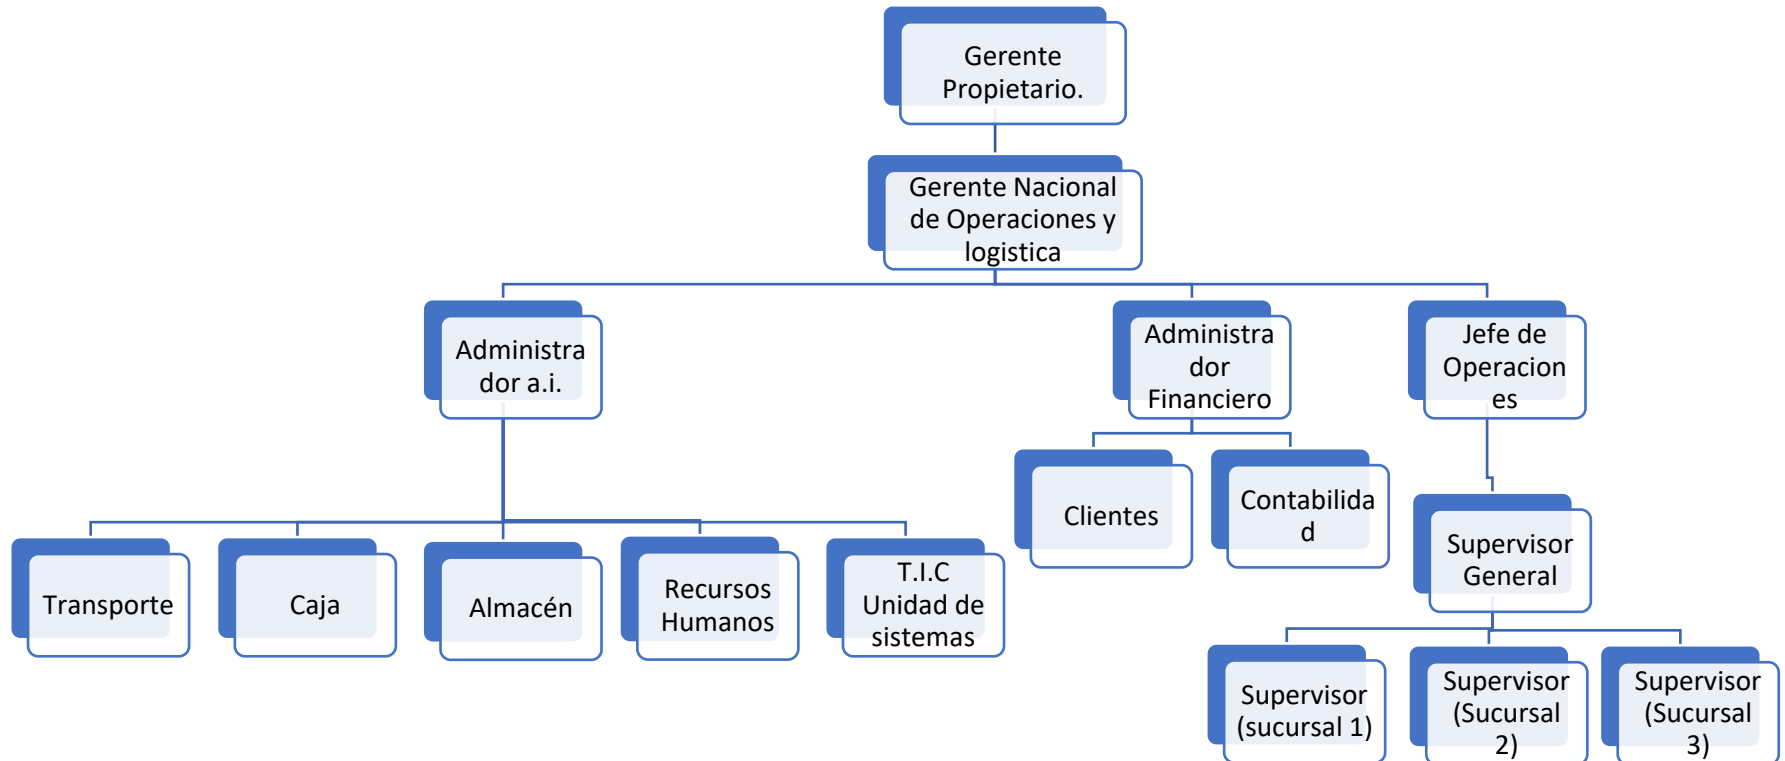 Gerente
Propietario.
Gerente Nacional
de Operaciones y
logistica
Administra
dor a.i.
Administra
dor
Financiero
Jefe de
Operacion
es
Transporte
Caja
Almacén
Recursos
Humanos
T.I.C
Unidad de
sistemas
Clientes
Contabilida
d
Supervisor
General
Supervisor
(sucursal 1)
Supervisor
(Sucursal
2)
Supervisor
(Sucursal
3)